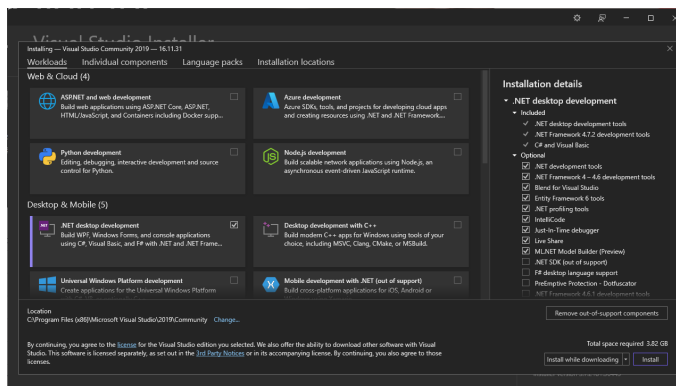 Visual Studio Installer
Installing — Visual Studio Community 2019 — 16.11.31
Workloads Individual components Language packs Installation locations
Web & Cloud (4)
ASP.NET and web development
Build web applications using ASP.NET Core, ASP.NET,
HTML/JavaScript, and Containers including Docker supp...
Azure development
Azure SDKs, tools, and projects for developing cloud apps
and creating resources using .NET and .NET Framework....
Python development
Editing, debugging, interactive development and source
control for Python.
Node.js development
Build scalable network applications using Node.js, an
asynchronous event-driven JavaScript runtime.
Desktop & Mobile (5)
.NET desktop development
Build WPF, Windows Forms, and console applications
using C#, Visual Basic, and F# with .NET and .NET Frame...
Desktop development with C++
Build modern C++ apps for Windows using tools of your
choice, including MSVC, Clang, CMake, or MSBuild.
Universal Windows Platform development
Create applications for the Universal Windows Platform
Mobile development with .NET (out of support)
Build cross-platform applications for iOS, Android or
Installation details
.NET desktop development
Included
.NET desktop development tools
.NET Framework 4.7.2 development tools
C# and Visual Basic
Optional
.NET development tools
.NET Framework 4 – 4.6 development tools
Blend for Visual Studio
Entity Framework 6 tools
.NET profiling tools
IntelliCode
Just-In-Time debugger
Live Share
ML.NET Model Builder (Preview)
.NET SDK (out of support)
F# desktop language support
PreEmptive Protection - Dotfuscator
.NET Framework 4.6.1 development tools
Location
C:\Program Files (x86)\Microsoft Visual Studio\2019\Community Change...
Remove out-of-support components
By continuing, you agree to the license for the Visual Studio edition you selected. We also offer the ability to download other software with Visual
Studio. This software is licensed separately, as set out in the 3rd Party Notices or in its accompanying license. By continuing, you also agree to those
licenses.
Total space required 3.82 GB
Install while downloading Install